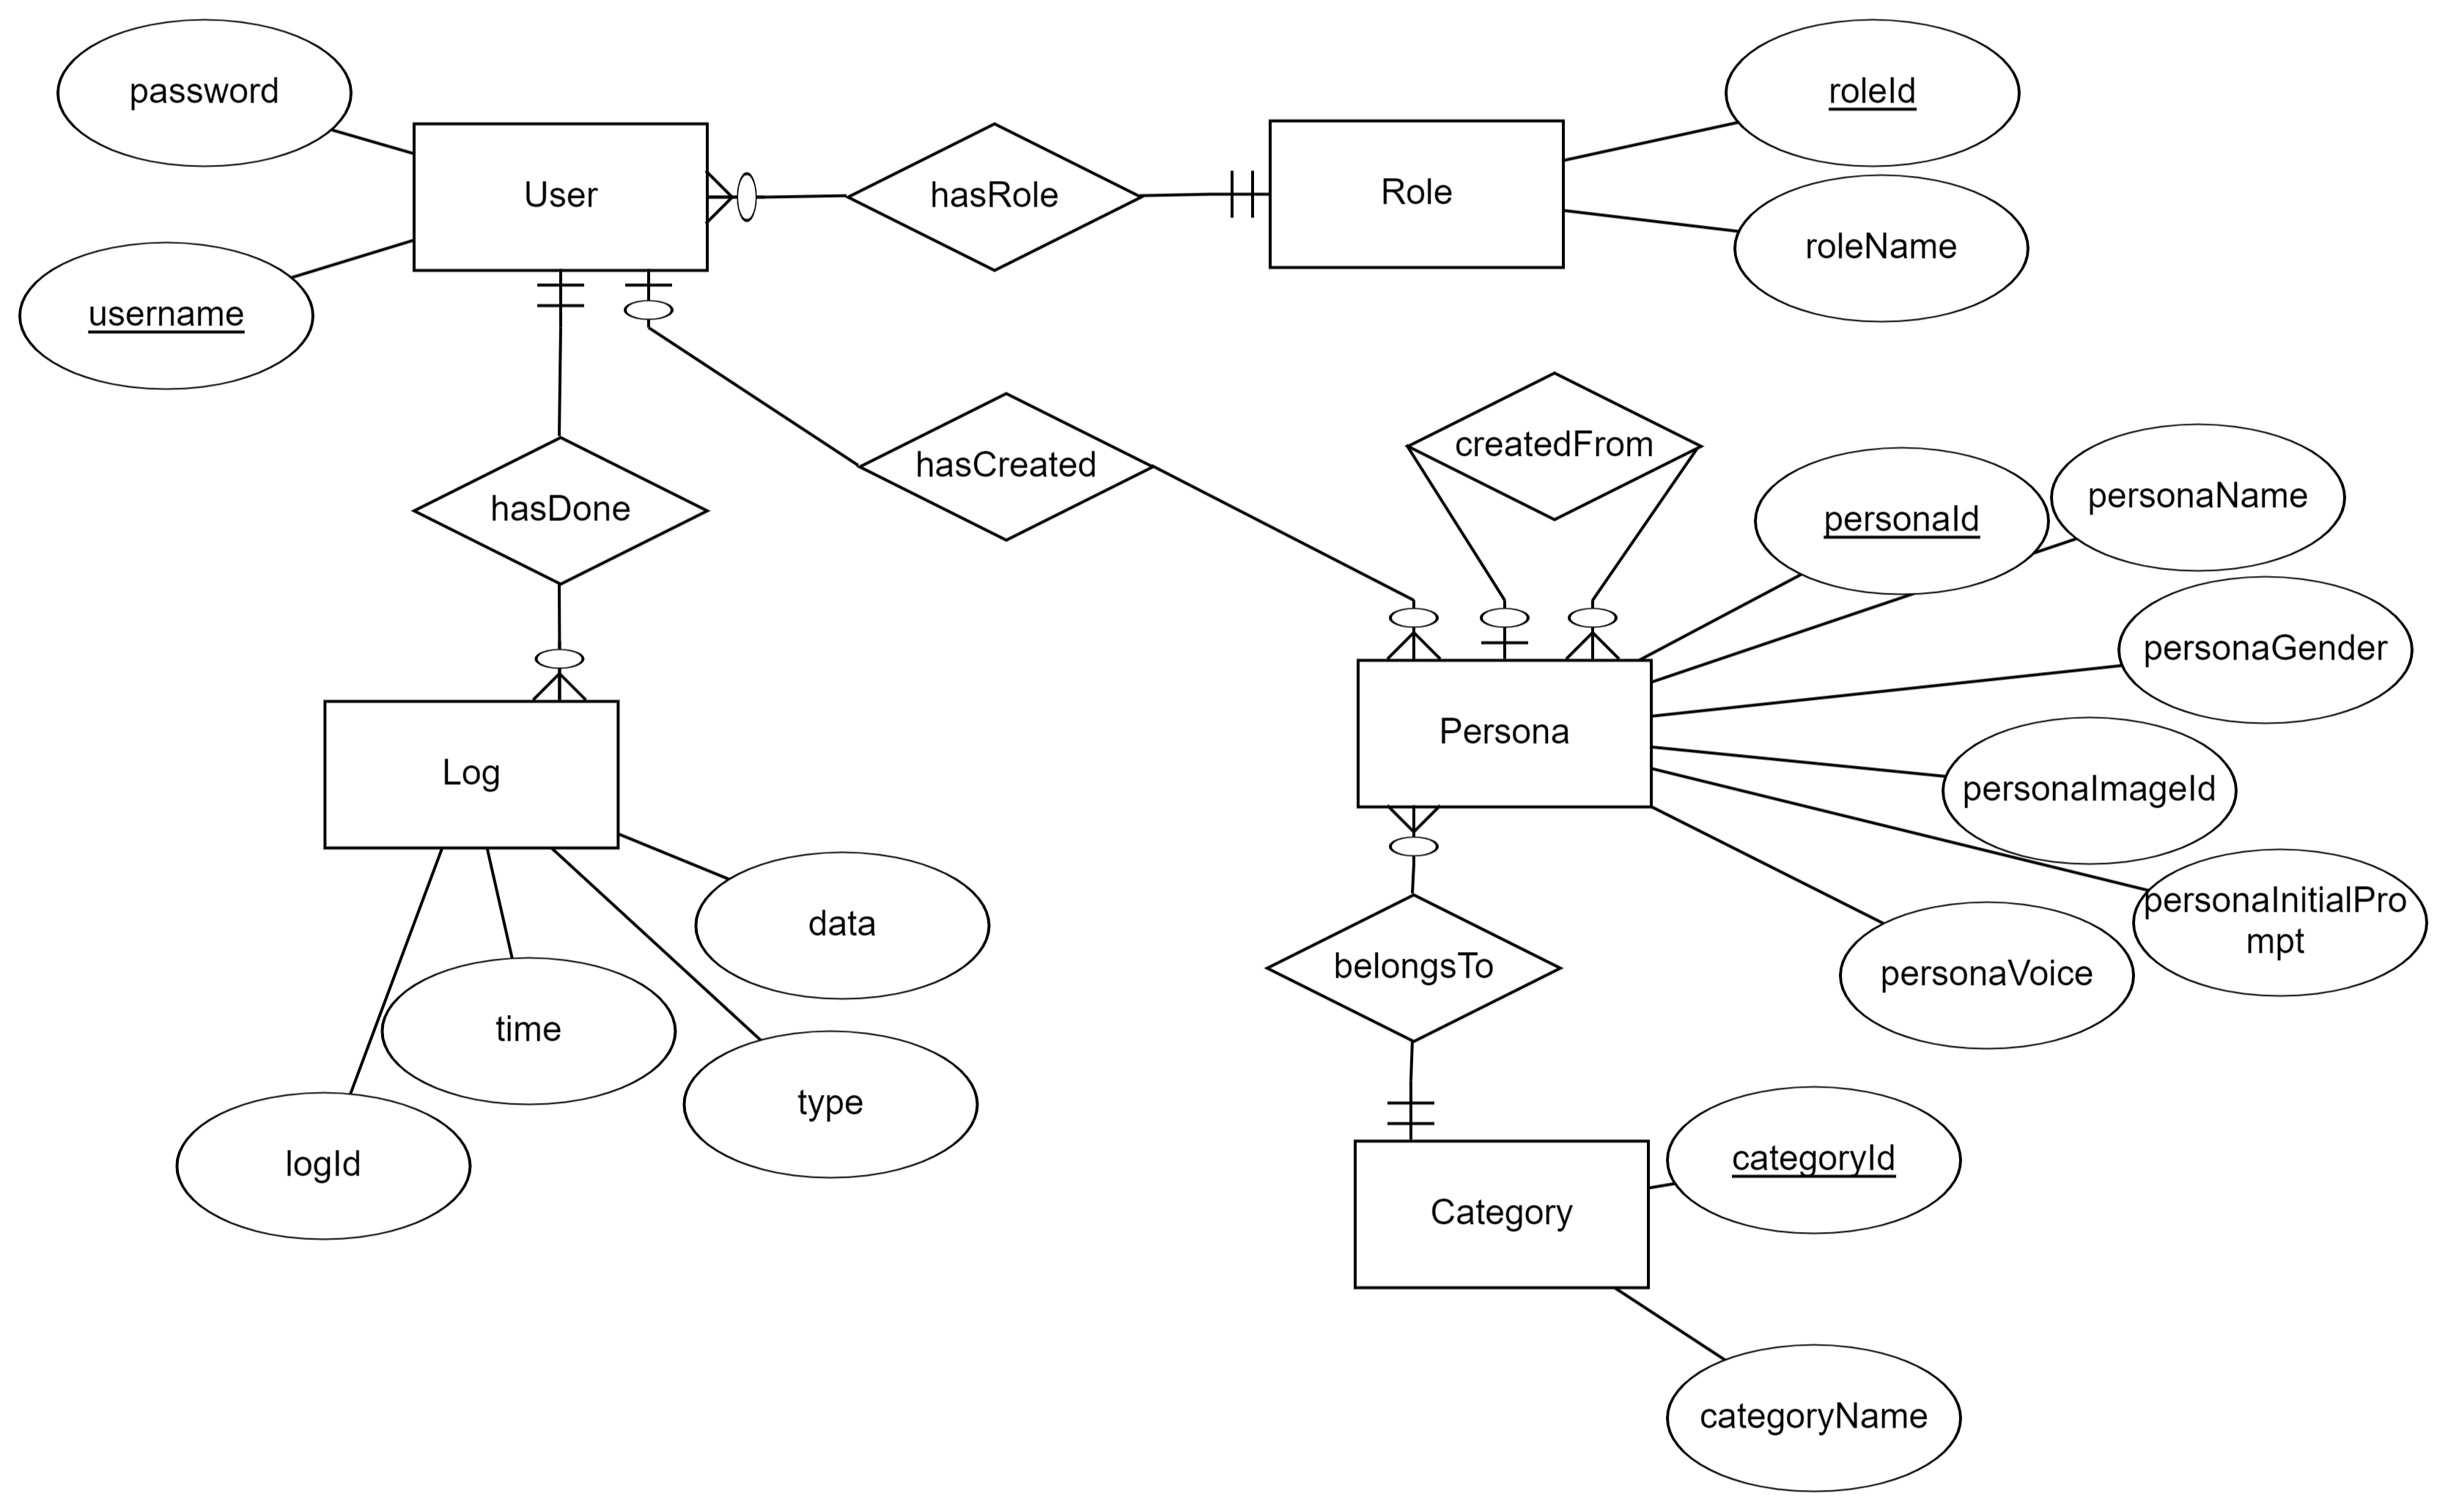 password
roleId
User
hasRole
Role
roleName
username
createdFrom
hasCreated
personaName
personaId
hasDone
personaGender
Persona
Log
personaImageId
personaInitialPro
mpt
data
belongsTo
personaVoice
time
type
logId
categoryId
Category
categoryName